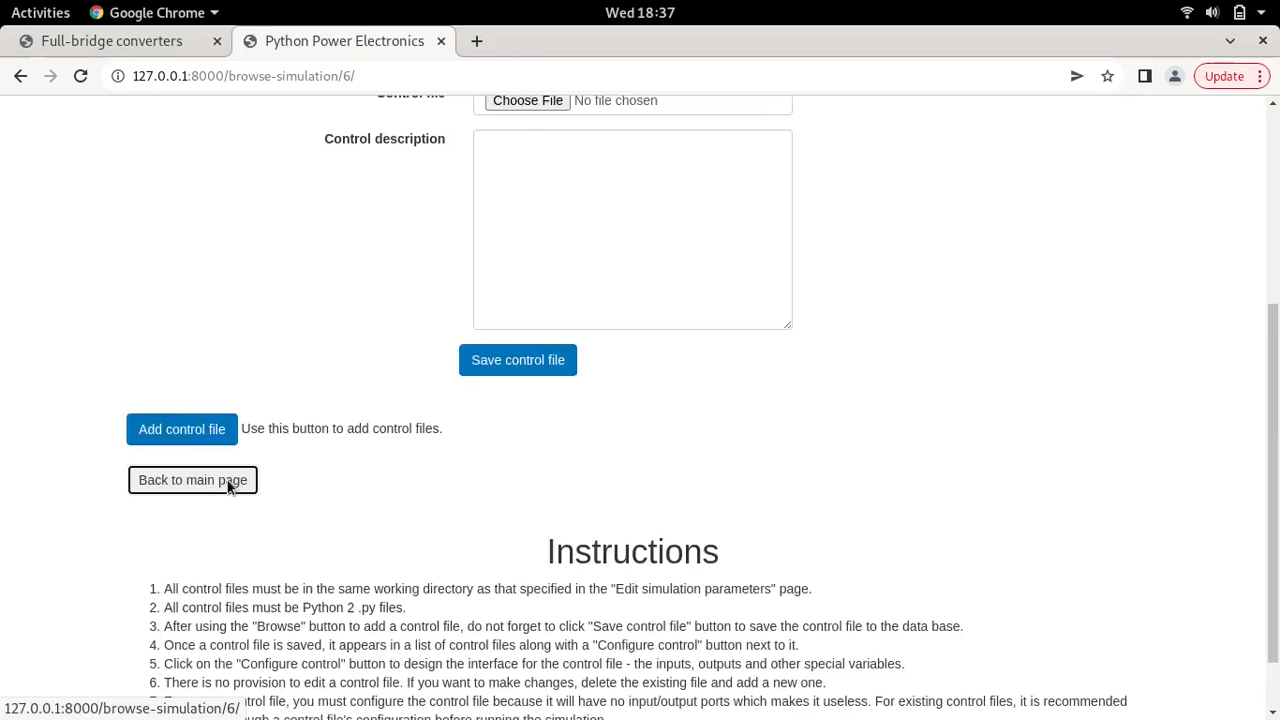 Activities
Google Chrome
Wed 18:37
Full-bridge converters
Python Power Electronics
127.0.0.1:8000/browse-simulation/6/
Update
Choose File No file chosen
Control description
Save control file
Add control file Use this button to add control files.
Back to main page
Instructions
1. All control files must be in the same working directory as that specified in the "Edit simulation parameters" page.
2. All control files must be Python 2 .py files.
3. After using the "Browse" button to add a control file, do not forget to click "Save control file" button to save the control file to the data base.
4. Once a control file is saved, it appears in a list of control files along with a "Configure control" button next to it.
5. Click on the "Configure control" button to design the interface for the control file - the inputs, outputs and other special variables.
6. There is no provision to edit a control file. If you want to make changes, delete the existing file and add a new one.
file, you must configure the control file because it will have no input/output ports which makes it useless. For existing control files, it is recommended
a control file's configuration before running the simulation.
127.0.0.1:8000/browse-simulation/6/